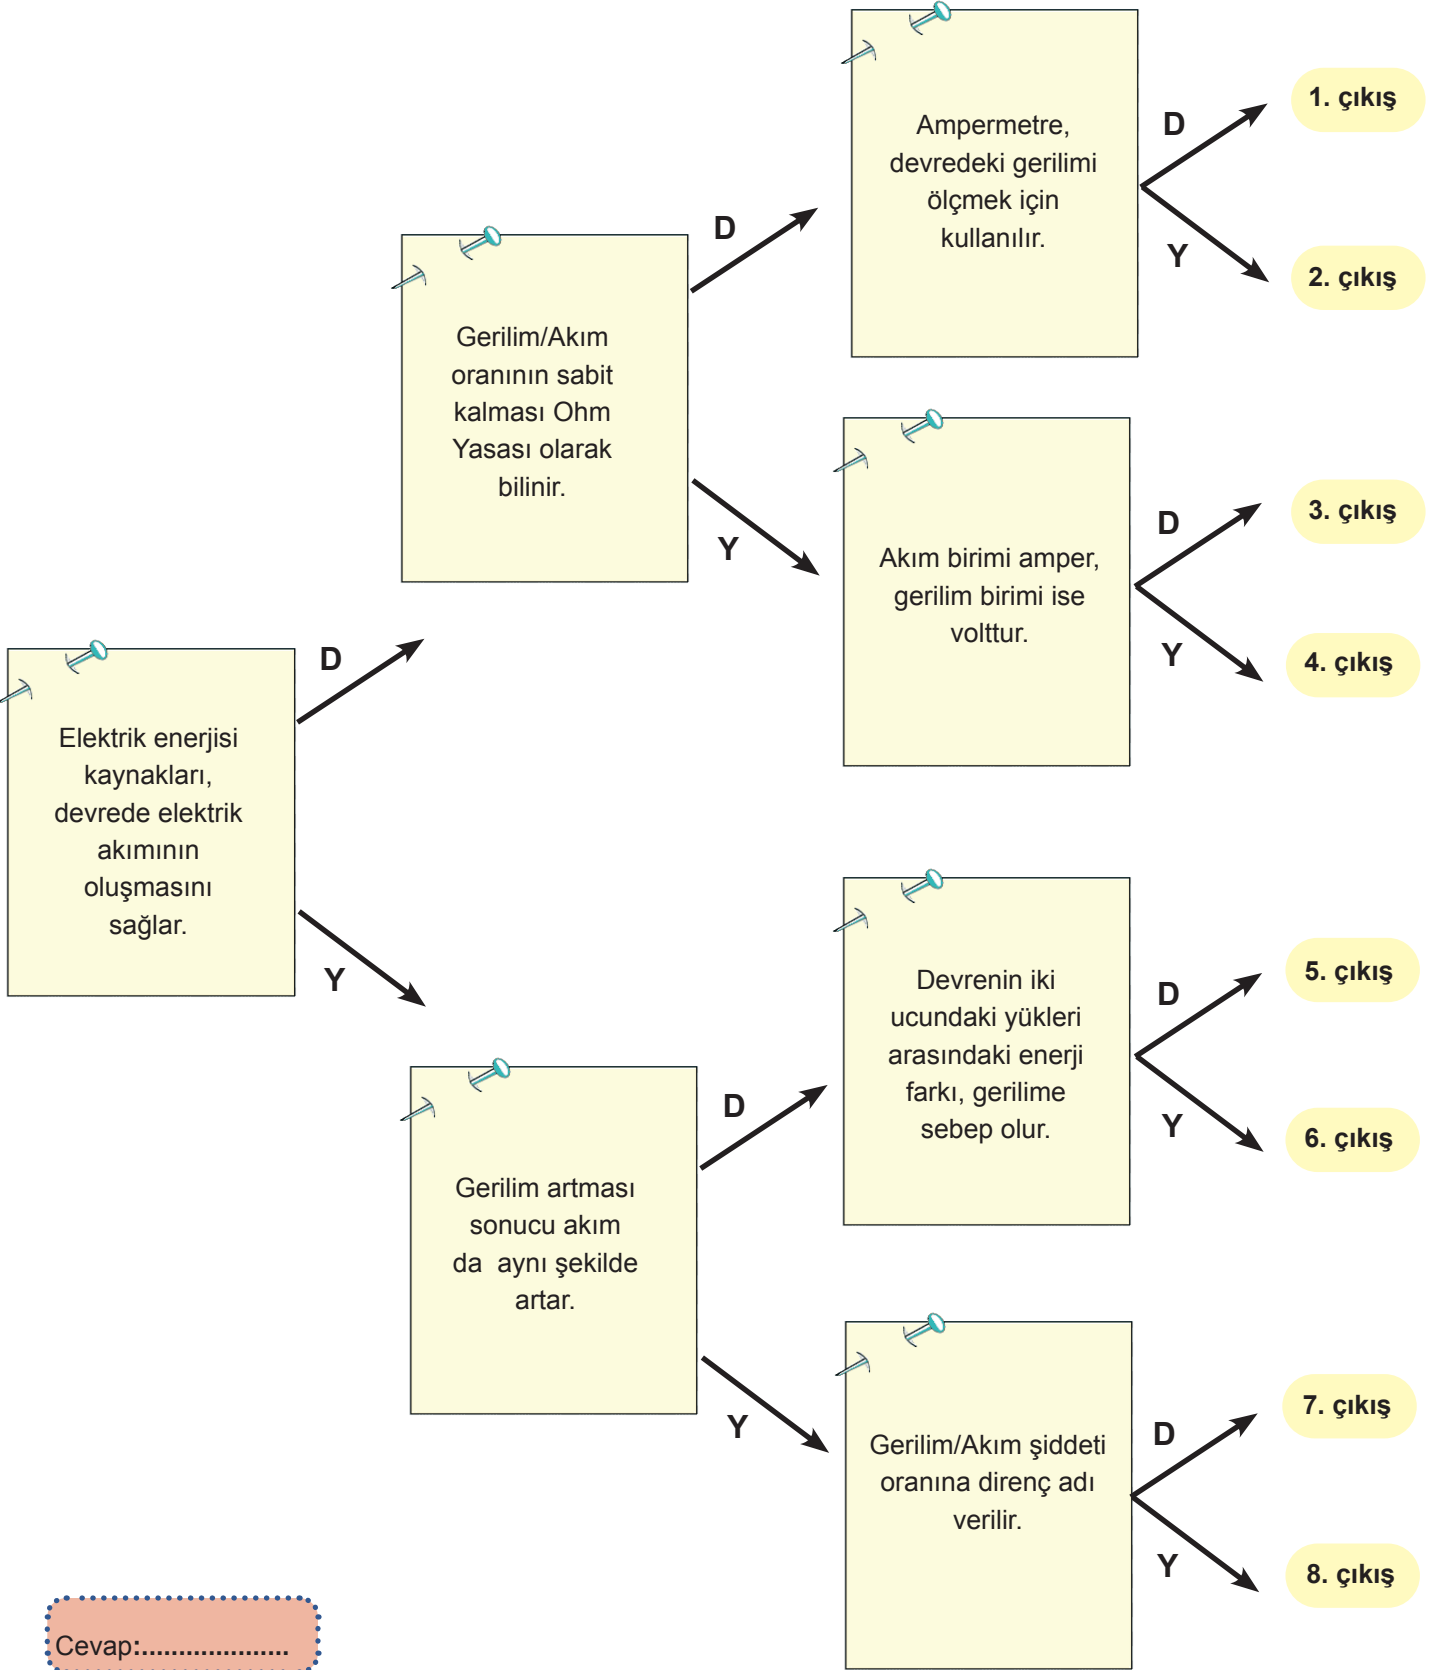 Ampermetre,
devredeki gerilimi
ölçmek için
kullanılır.
D
Y
1. çıkış
2. çıkış
Gerilim/Akım
oranının sabit
kalması Ohm
Yasası olarak
bilinir.
D
Y
Akım birimi amper,
gerilim birimi ise
volttur.
D
Y
3. çıkış
4. çıkış
Elektrik enerjisi
kaynakları,
devrede elektrik
akımının
oluşmasını
sağlar.
D
Y
Devrenin iki
ucundaki yükleri
arasındaki enerji
farkı, gerilime
sebep olur.
D
Y
5. çıkış
6. çıkış
Gerilim artması
sonucu akım
da  aynı şekilde
artar.
D
Y
Gerilim/Akım şiddeti
oranına direnç adı
verilir.
D
Y
7. çıkış
8. çıkış
Cevap:....................